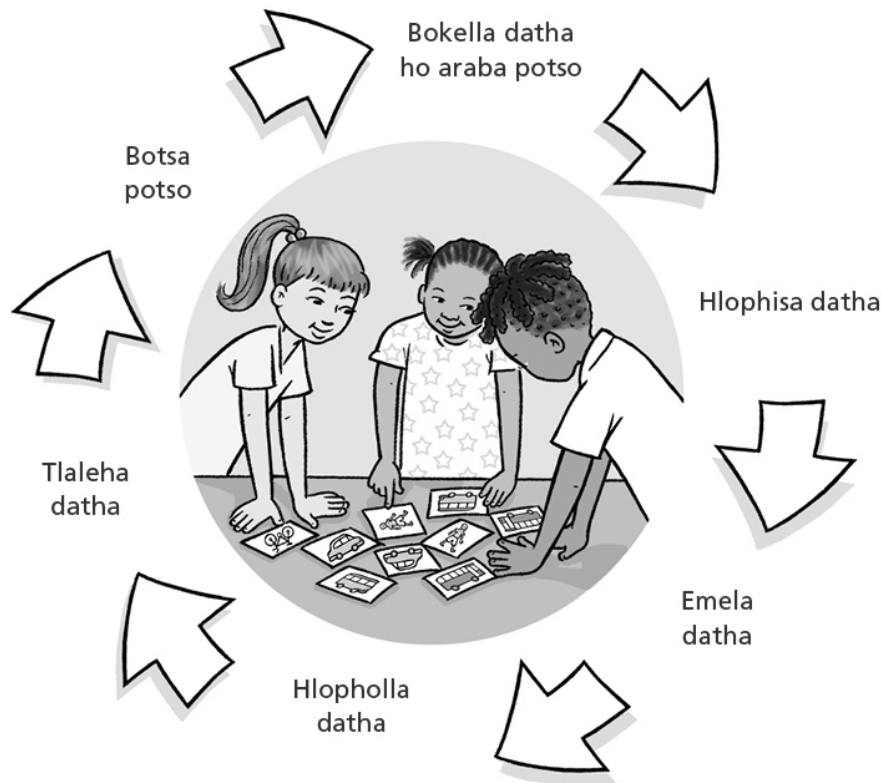 Botsa
potso
Bokella datha
ho araba potso
Hlophisa datha
Emela
datha
Hlopholla
datha
Tlaleha
datha